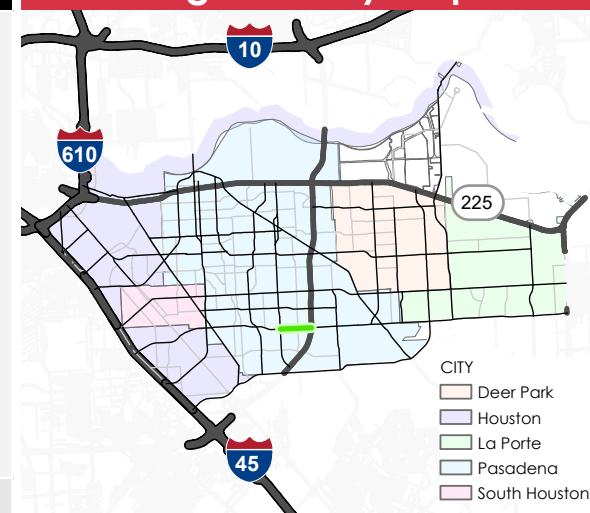 10
610
225
CITY
Deer Park
Houston
La Porte
Pasadena
South Houston
45